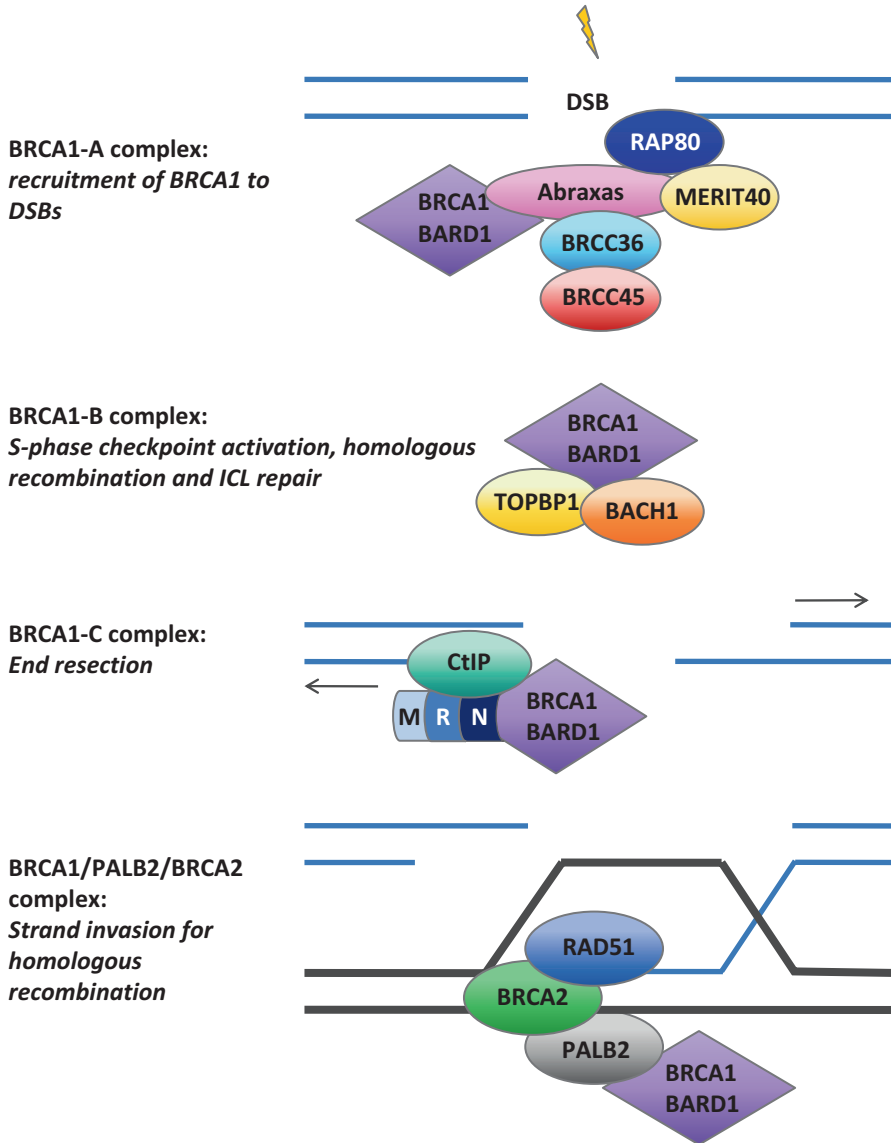 DSB
BRCA1-A complex:
recruitment of BRCA1 to
DSBs
RAP80
Abraxas
MERIT40
BRCA1
BARD1
BRCC36
BRCC45
BRCA1-B complex:
S-phase checkpoint activation, homologous
recombination and ICL repair
BRCA1
BARD1
TOPBP1
BACH1
BRCA1-C complex:
End resection
CtIP
M R N
BRCA1
BARD1
BRCA1/PALB2/BRCA2
complex:
Strand invasion for
homologous
recombination
RAD51
BRCA2
PALB2
BRCA1
BARD1